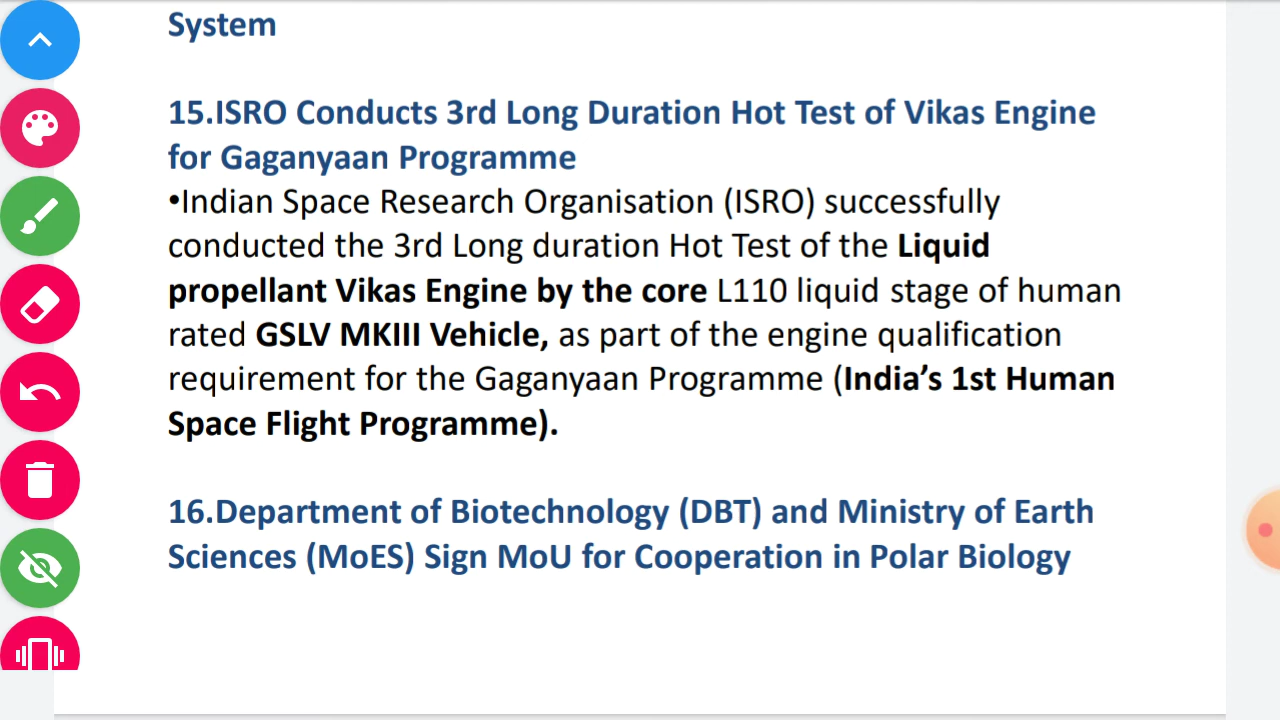 System
15.ISRO Conducts 3rd Long Duration Hot Test of Vikas Engine
for Gaganyaan Programme
•Indian Space Research Organisation (ISRO) successfully
conducted the 3rd Long duration Hot Test of the Liquid
propellant Vikas Engine by the core L110 liquid stage of human
rated GSLV MKIII Vehicle, as part of the engine qualification
requirement for the Gaganyaan Programme (India’s 1st Human
Space Flight Programme).
16.Department of Biotechnology (DBT) and Ministry of Earth
Sciences (MoES) Sign MoU for Cooperation in Polar Biology